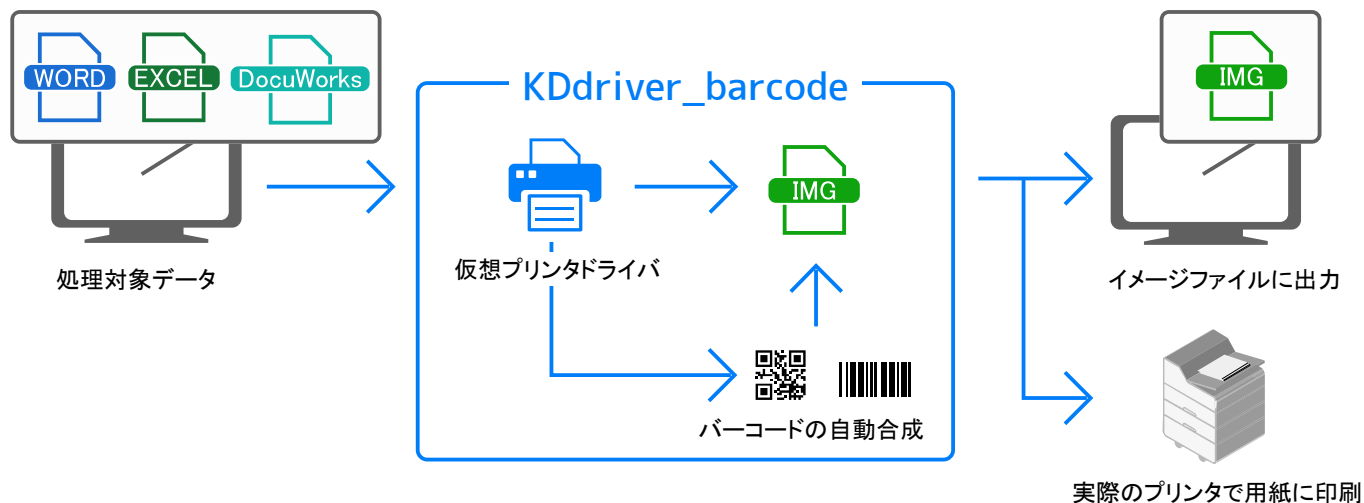 WORD
EXCEL
DocuWorks
処理対象データ
KDdriver_barcode
仮想プリンタドライバ
IMG
バーコードの自動合成
IMG
イメージファイルに出力
実際のプリンタで用紙に印刷